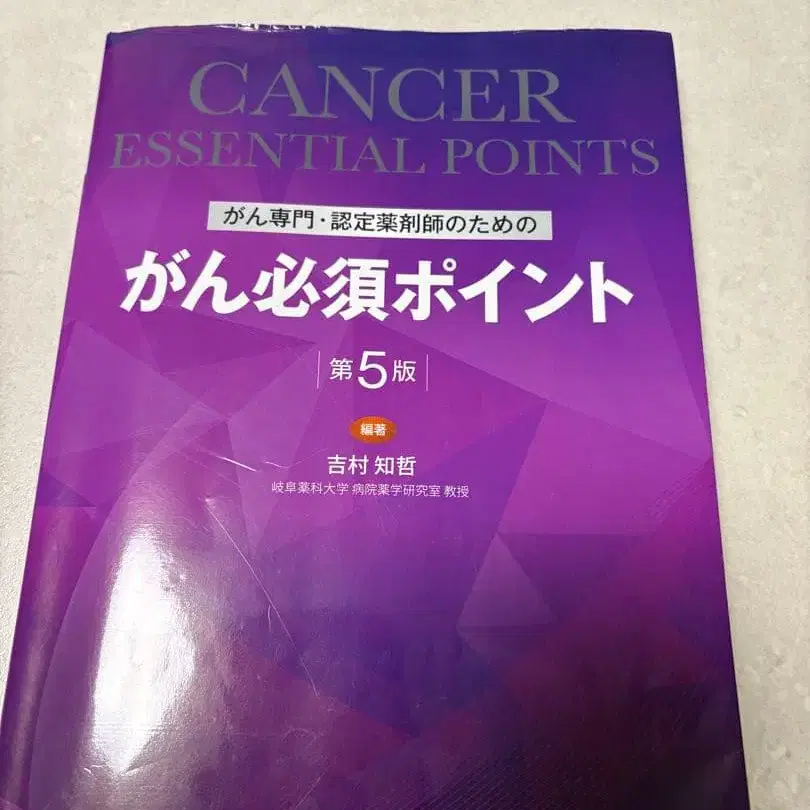 CANCER
ESSENTIAL POINTS
がん専門・認定薬剤師のための
がん必須ポイント
第5版
編著
吉村 知哲
岐阜薬科大学 病院薬学研究室 教授